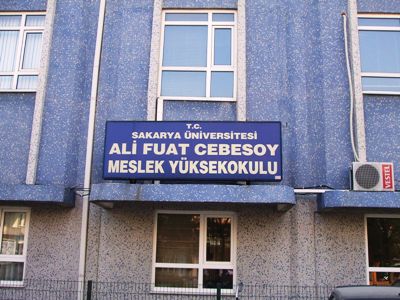 T.C.
SAKARYA ÜNİVERSİTESİ
ALİ FUAT CEBESOY
MESLEK YÜKSEKOKULU
VESTEL